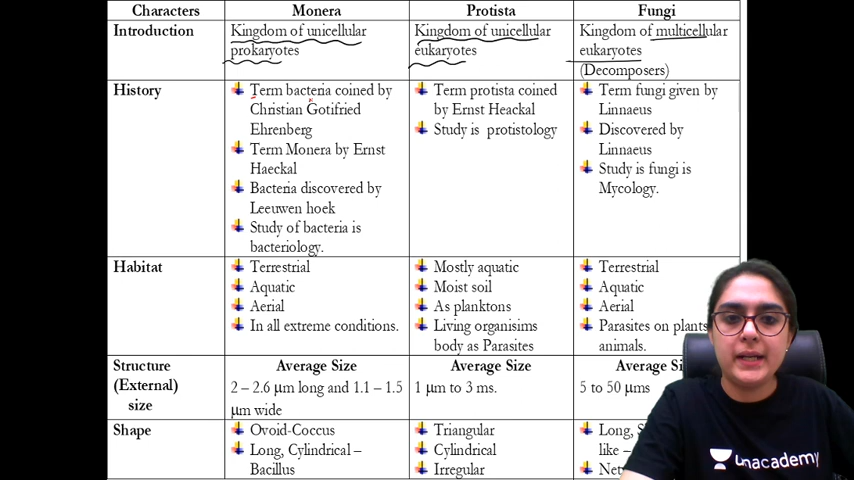 Characters Monera Protista Fungi
Introduction Kingdom of unicellular prokaryotes
Kingdom of unicellular eukaryotes
Kingdom of multicellular eukaryotes (Decomposers)
History
Term bacteria coined by
Christian Gotifried
Ehrenberg
Term Monera by Ernst
Haeckal
Bacteria discovered by
Leeuwen hoek
Study of bacteria is
bacteriology.
Term protista coined
by Ernst Heackal
Study is protistology
Term fungi given by
Linnaeus
Discovered by
Linnaeus
Study is fungi is
Mycology.
Habitat
Terrestrial
Aquatic
Aerial
In all extreme conditions.
Mostly aquatic
Moist soil
As planktons
Living organisims
body as Parasites
Terrestrial
Aquatic
Aerial
Parasites on plants
animals.
Structure
(External)
size
Average Size
2 – 2.6 μm long and 1.1 – 1.5
μm wide
Average Size
1 μm to 3 ms.
Average
5 to 50 μms
Shape
Ovoid-Coccus
Long, Cylindrical –
Bacillus
Triangular
Cylindrical
Irregular
Long,
like –
unacademy